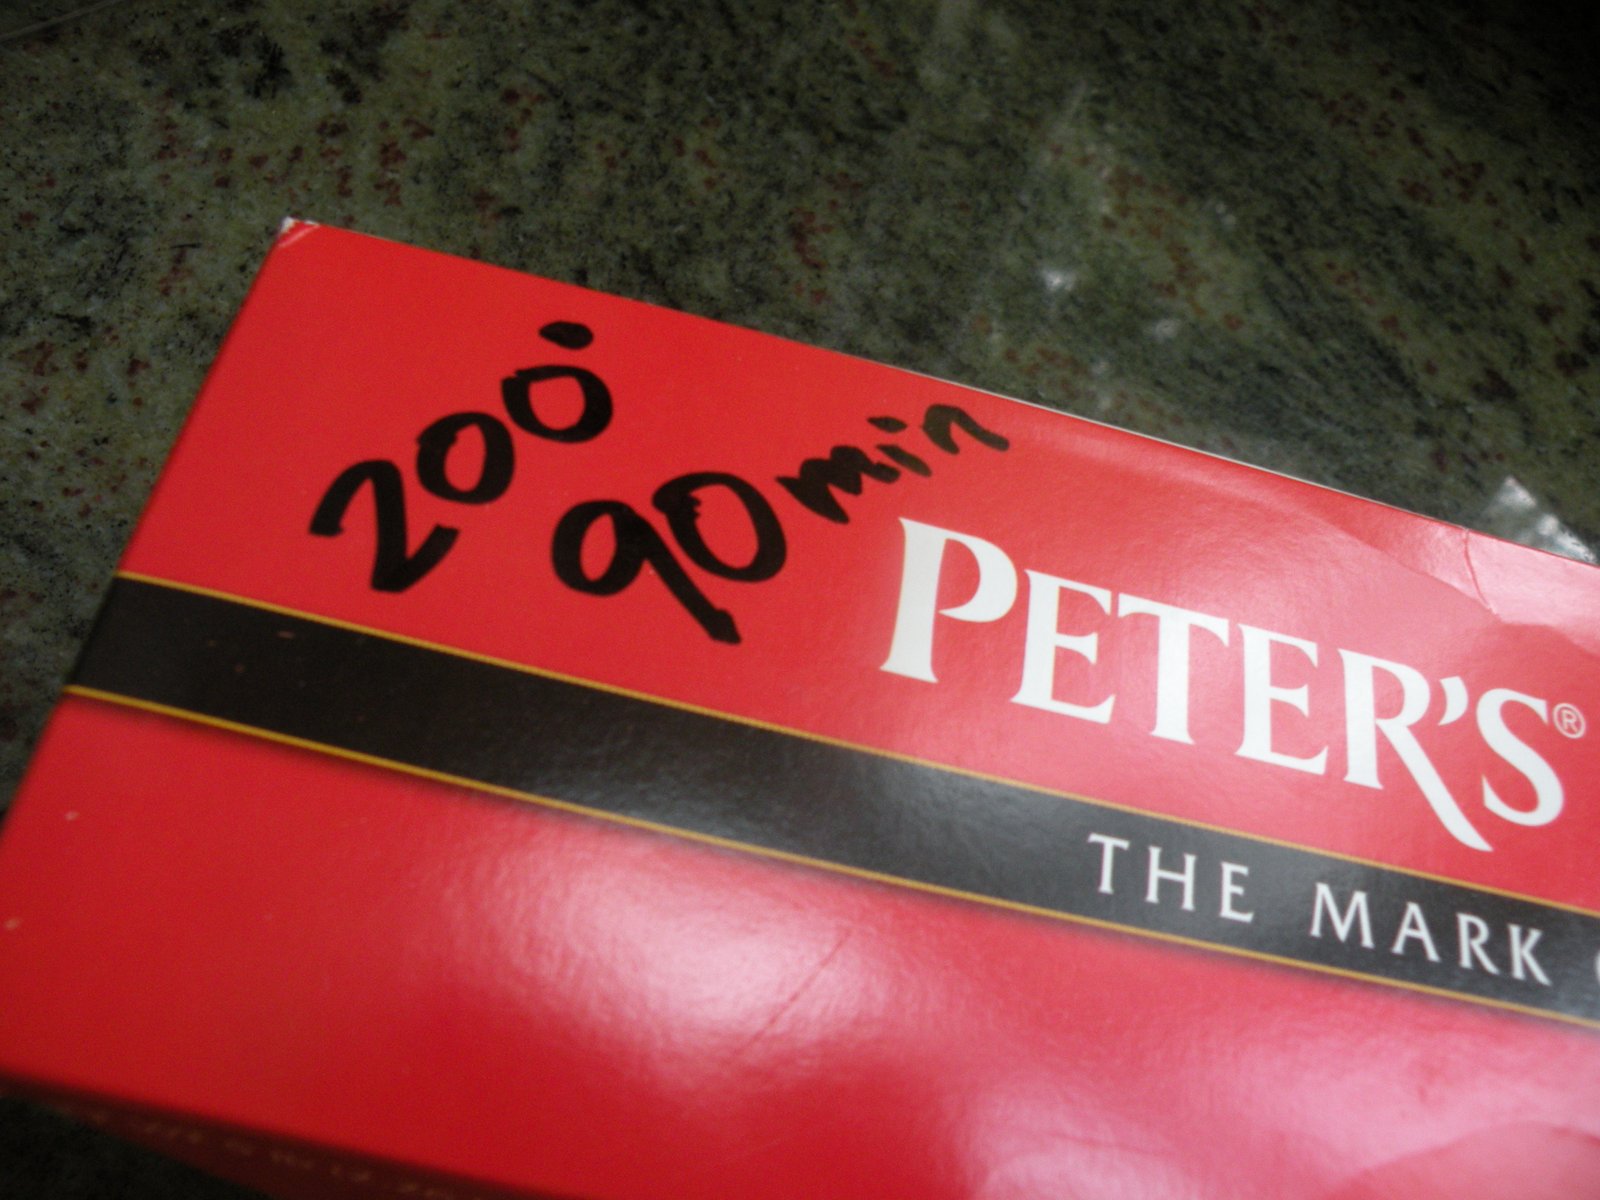 200°
90min
PETER'S®
THE MARK